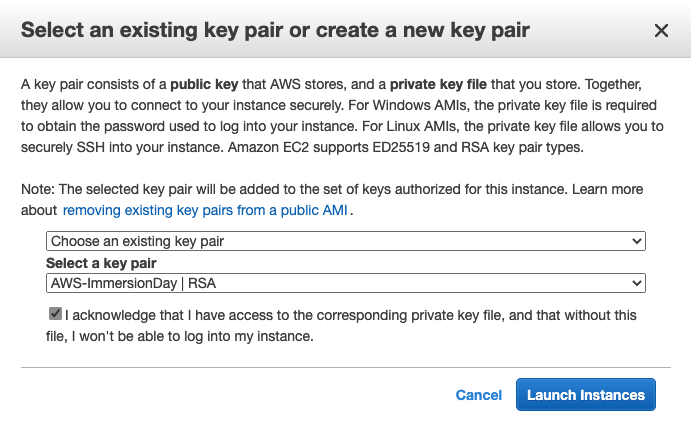 Select an existing key pair or create a new key pair
A key pair consists of a public key that AWS stores, and a private key file that you store. Together,
they allow you to connect to your instance securely. For Windows AMIs, the private key file is required
to obtain the password used to log into your instance. For Linux AMIs, the private key file allows you to
securely SSH into your instance. Amazon EC2 supports ED25519 and RSA key pair types.
Note: The selected key pair will be added to the set of keys authorized for this instance. Learn more
about removing existing key pairs from a public AMI .
Choose an existing key pair
Select a key pair
AWS-ImmersionDay | RSA
I acknowledge that I have access to the corresponding private key file, and that without this
file, I won't be able to log into my instance.
Cancel Launch Instances